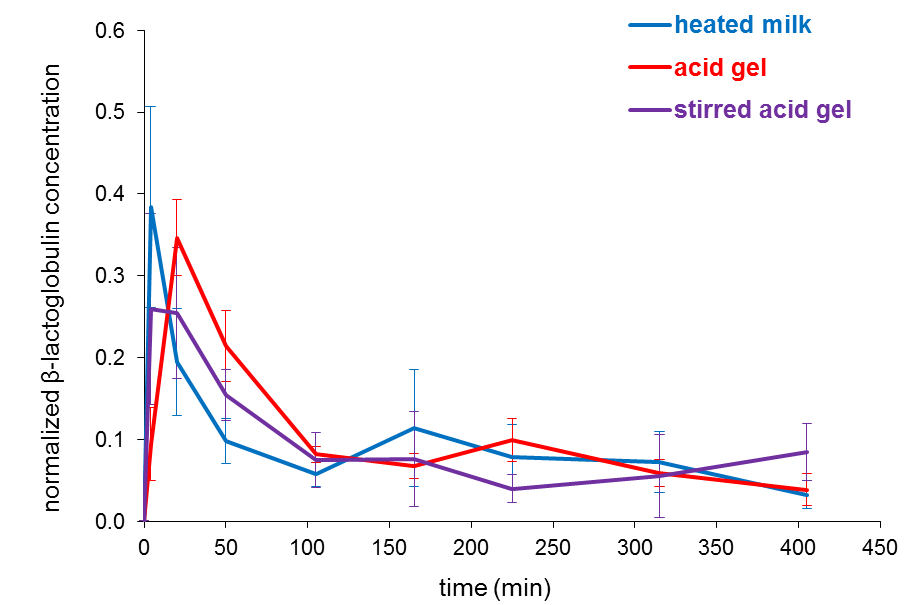 heated milk
acid gel
stirred acid gel
normalized β-lactoglobulin concentration
0.6
0.5
0.4
0.3
0.2
0.1
0.0
0 50 100 150 200 250 300 350 400 450
time (min)